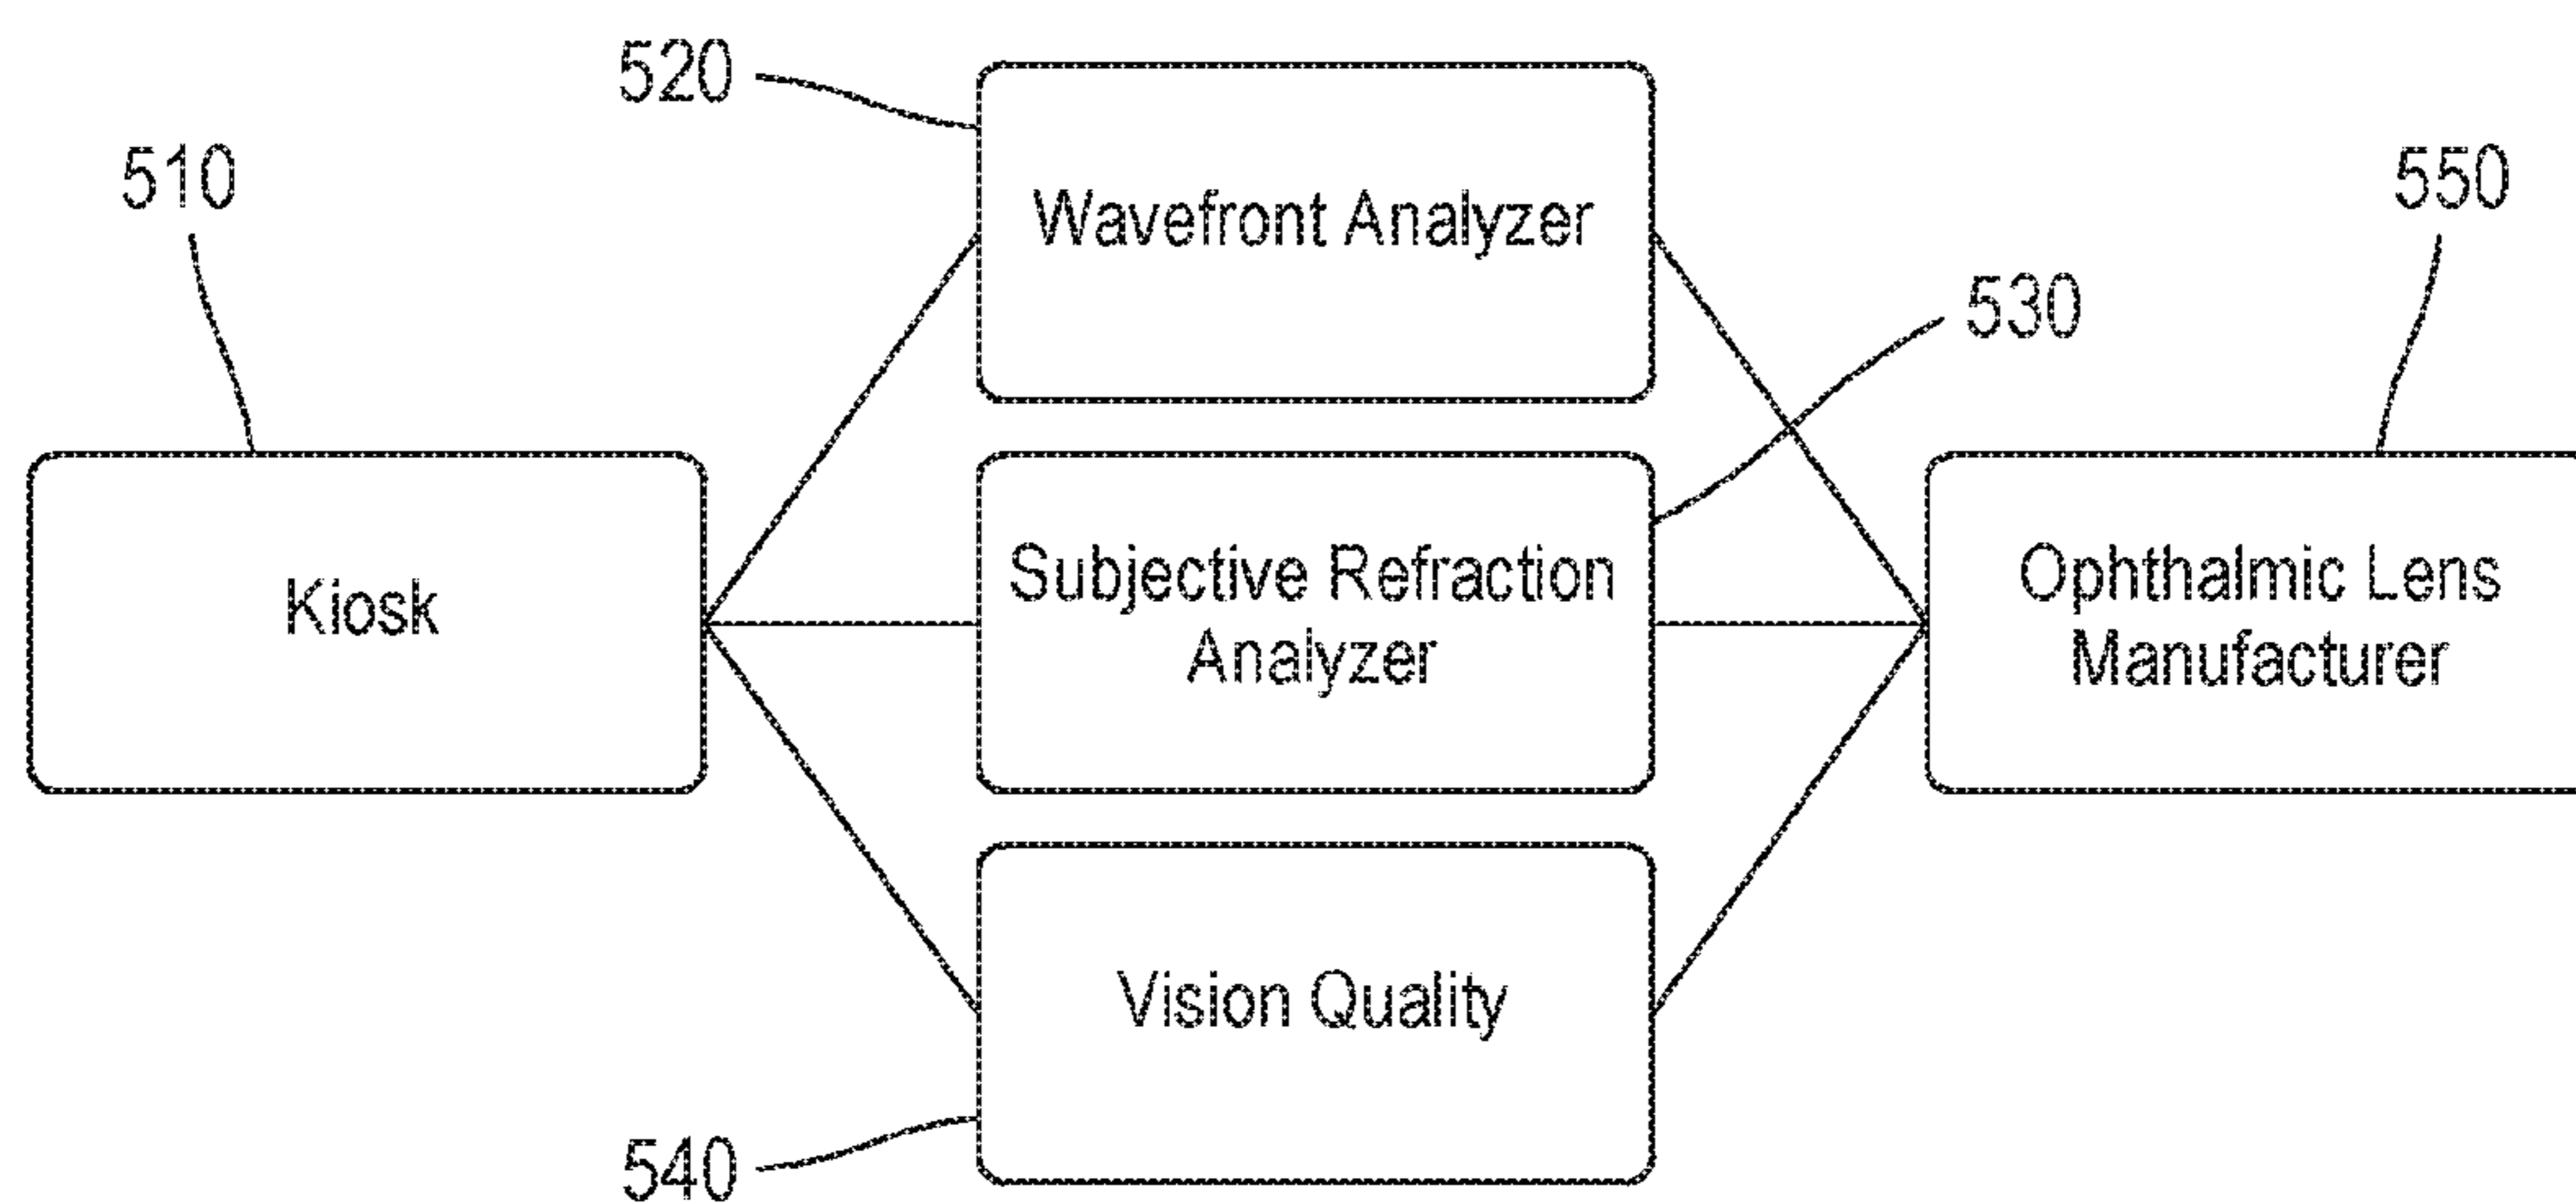 520
Wavefront Analyzer
510
550
530
Kiosk
Subjective Refraction
Analyzer
Ophthalmic Lens
Manufacturer
Vision Quality
540